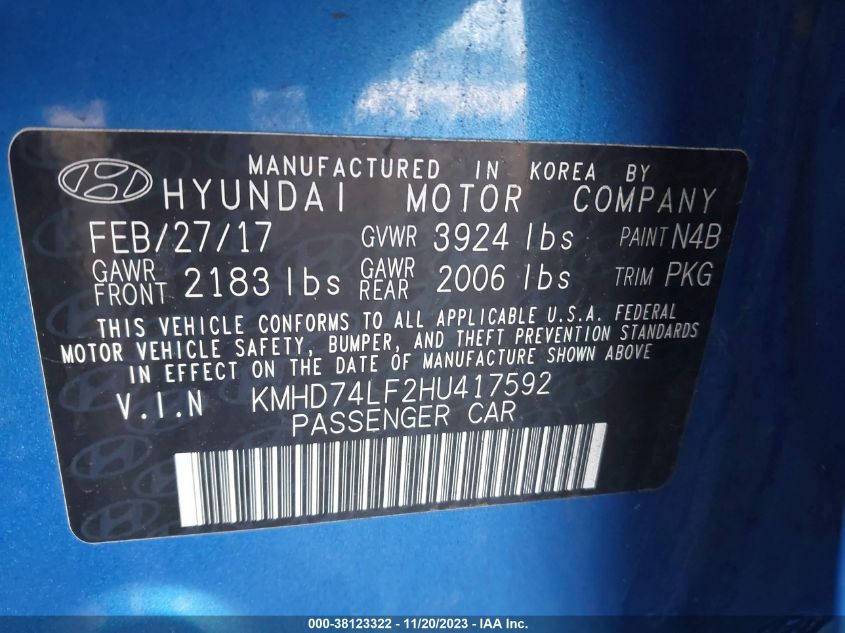 MANUFACTURED IN KOREA BY
HYUNDAI MOTOR COMPANY
FEB/27/17 GVWR 3924 lbs PAINT N4B
GAWR FRONT 2183 lbs GAWR REAR 2006 lbs TRIM PKG
THIS VEHICLE CONFORMS TO ALL APPLICABLE U.S.A. FEDERAL
MOTOR VEHICLE SAFETY, BUMPER, AND THEFT PREVENTION STANDARDS
IN EFFECT ON THE DATE OF MANUFACTURE SHOWN ABOVE
V.I.N KMHD74LF2HU417592
PASSENGER CAR
000-38123322 - 11/20/2023 - IAA Inc.